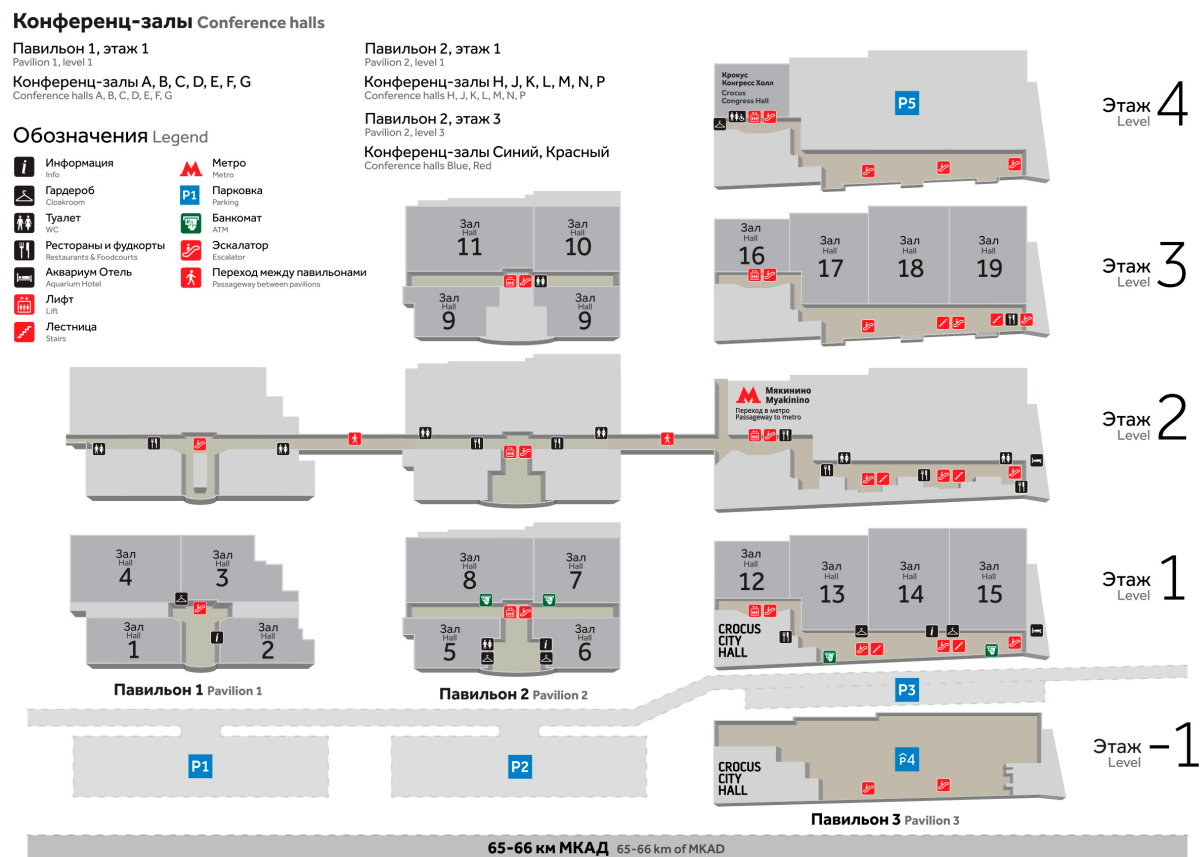 Конференц-залы Conference halls
Павильон 1, этаж 1
Pavilion 1, level 1
Конференц-залы A, B, C, D, E, F, G
Conference halls A, B, C, D, E, F, G
Павильон 2, этаж 1
Pavilion 2, level 1
Конференц-залы H, J, K, L, M, N, P
Conference halls H, J, K, L, M, N, P
Павильон 2, этаж 3
Pavilion 2, level 3
Конференц-залы Синий, Красный
Conference halls Blue, Red
Обозначения Legend
Информация
Info
Гардероб
Cloakroom
Туалет
WC
Рестораны и фудкорты
Restaurants & Foodcourts
Аквариум Отель
Aquarium Hotel
Лифт
Lift
Лестница
Stairs
Метро
Metro
P1 Парковка
Parking
Банкомат
ATM
Эскалатор
Escalator
Переход между павильонами
Passageway between pavilions
Крокус
Конгресс Холл
Crocus
Congress Hall
P5
Этаж 4
Level
Зал
Hall
11
Зал
Hall
10
Зал
Hall
9
Зал
Hall
9
Зал
Hall
16
Зал
Hall
17
Зал
Hall
18
Зал
Hall
19
Этаж 3
Level
Мякинино
Myakinino
Переход в метро
Passageway to metro
Этаж 2
Level
Зал
Hall
4
Зал
Hall
3
Зал
Hall
1
Зал
Hall
2
Павильон 1 Pavilion 1
Зал
Hall
8
Зал
Hall
7
Зал
Hall
5
Зал
Hall
6
Павильон 2 Pavilion 2
Зал
Hall
12
Зал
Hall
13
Зал
Hall
14
Зал
Hall
15
CROCUS
CITY
HALL
Этаж 1
Level
P3
P1
P2
P4
CROCUS
CITY
HALL
Этаж -1
Level
Павильон 3 Pavilion 3
65-66 км МКАД 65-66 km of MKAD